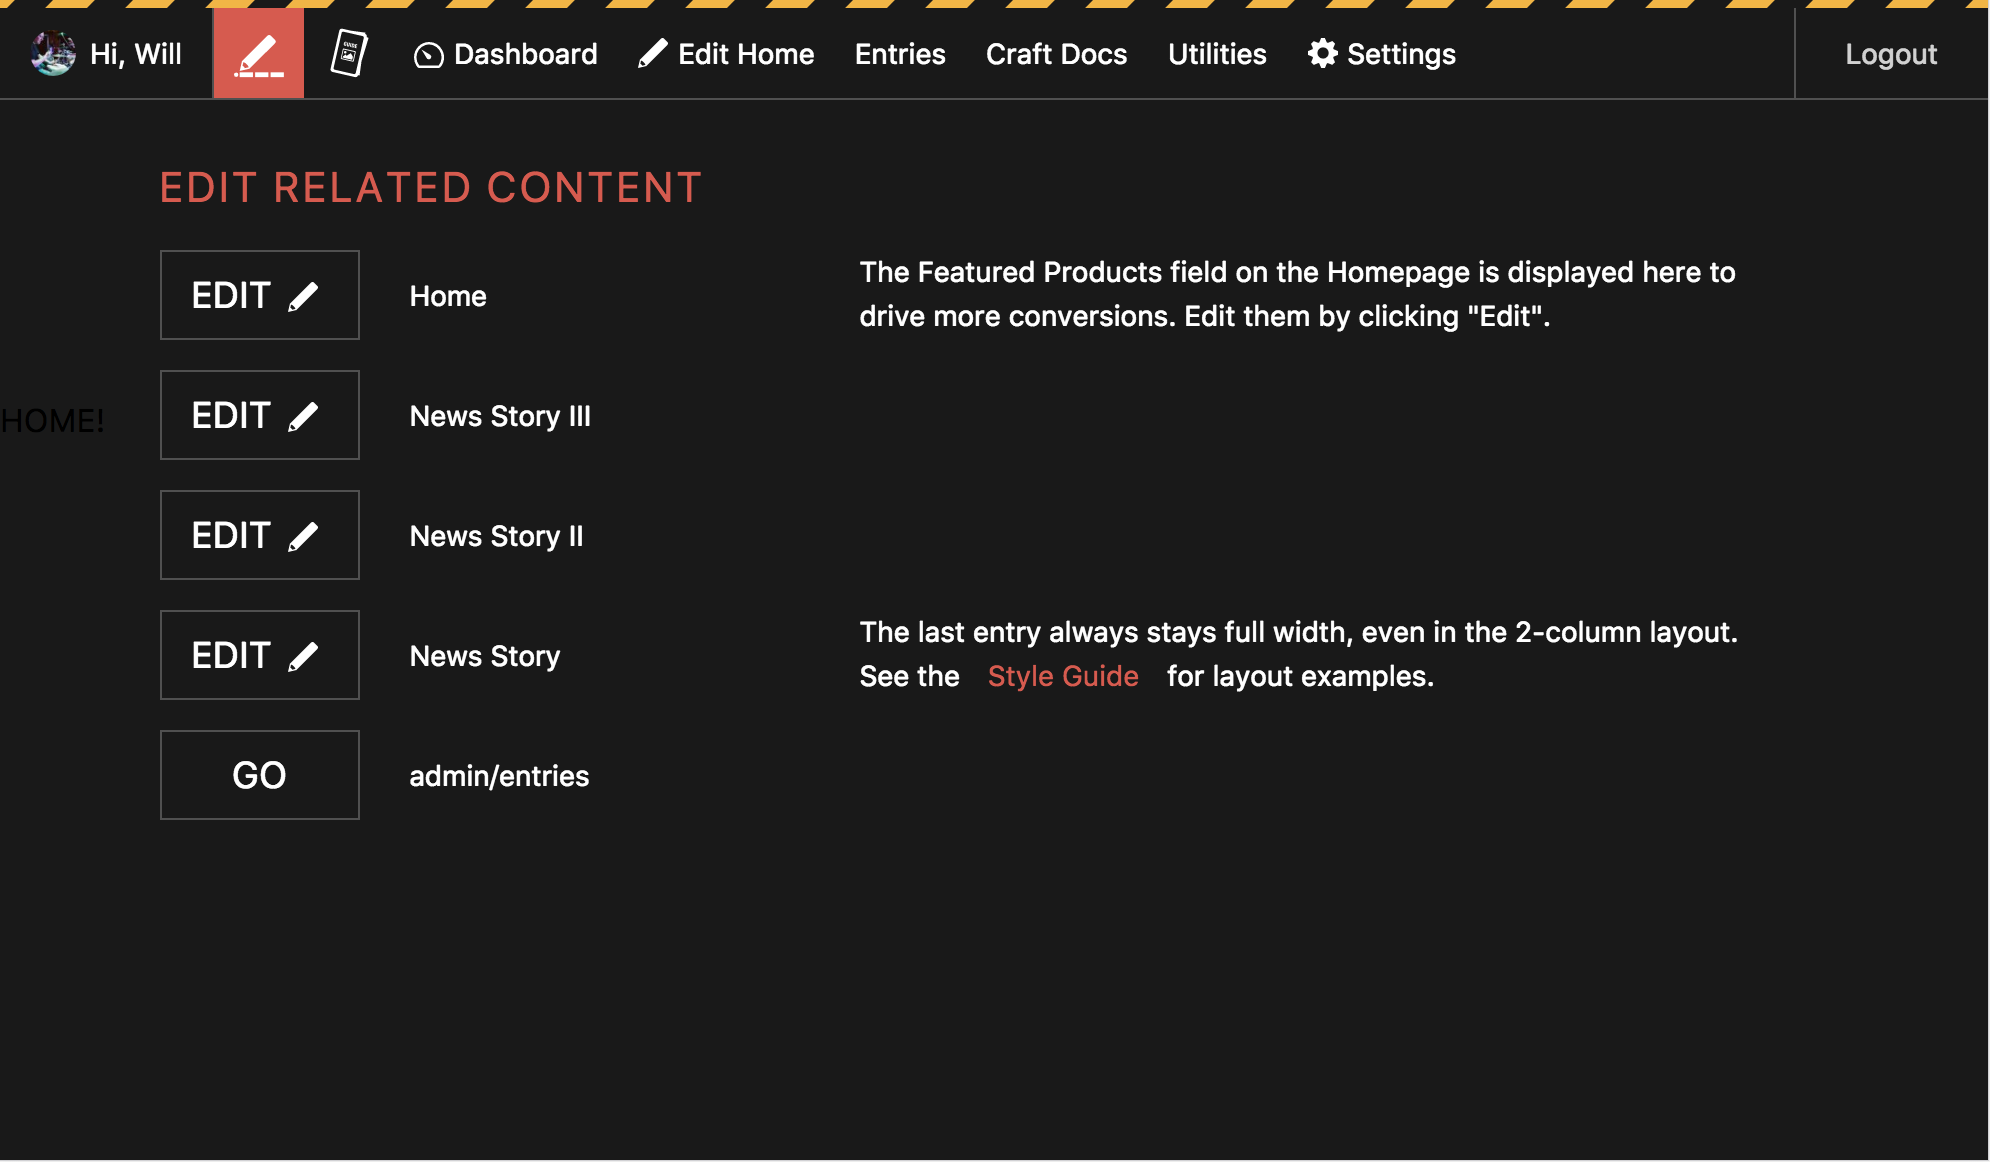 Hi, Will
GUIDE
Dashboard
Edit Home
Entries
Craft Docs
Utilities
Settings
Logout
EDIT RELATED CONTENT
EDIT
Home
The Featured Products field on the Homepage is displayed here to
drive more conversions. Edit them by clicking "Edit".
HOME!
EDIT
News Story III
EDIT
News Story II
EDIT
News Story
The last entry always stays full width, even in the 2-column layout.
See the Style Guide for layout examples.
GO
admin/entries